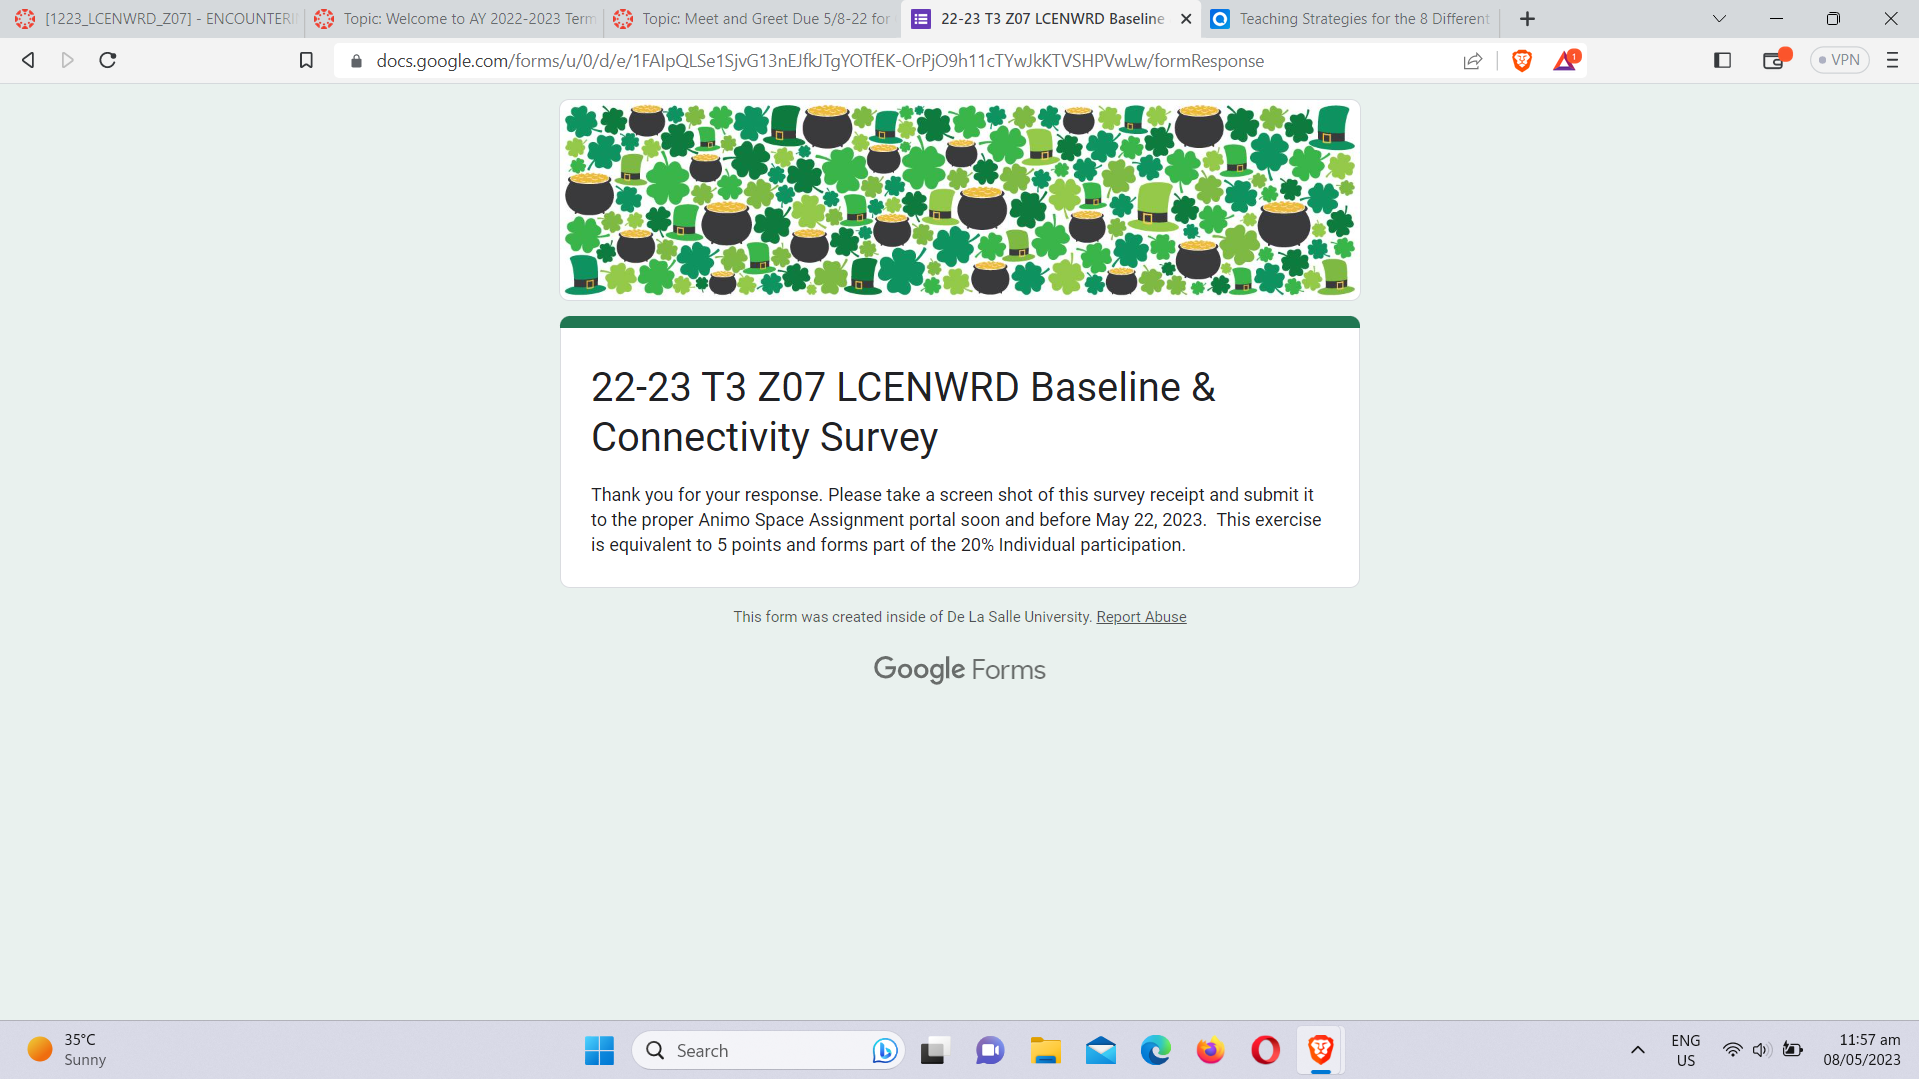 [1223_LCENWRD_Z07] - ENCOUNTERI
Topic: Welcome to AY 2022-2023 Term
Topic: Meet and Greet Due 5/8-22 for
22-23 T3 Z07 LCENWRD Baseline
Teaching Strategies for the 8 Different
docs.google.com/forms/u/0/d/e/1FAIpQLSe1SjvG13nEJfkJTgYOTfEK-OrPjO9h11cTYwJkKTVSHPVwLw/formResponse
1
VPN
22-23 T3 Z07 LCENWRD Baseline &
Connectivity Survey
Thank you for your response. Please take a screen shot of this survey receipt and submit it
to the proper Animo Space Assignment portal soon and before May 22, 2023.  This exercise
is equivalent to 5 points and forms part of the 20% Individual participation.
This form was created inside of De La Salle University. Report Abuse
Google Forms
35°C
Sunny
Search
ENG
US
11:57 am
08/05/2023